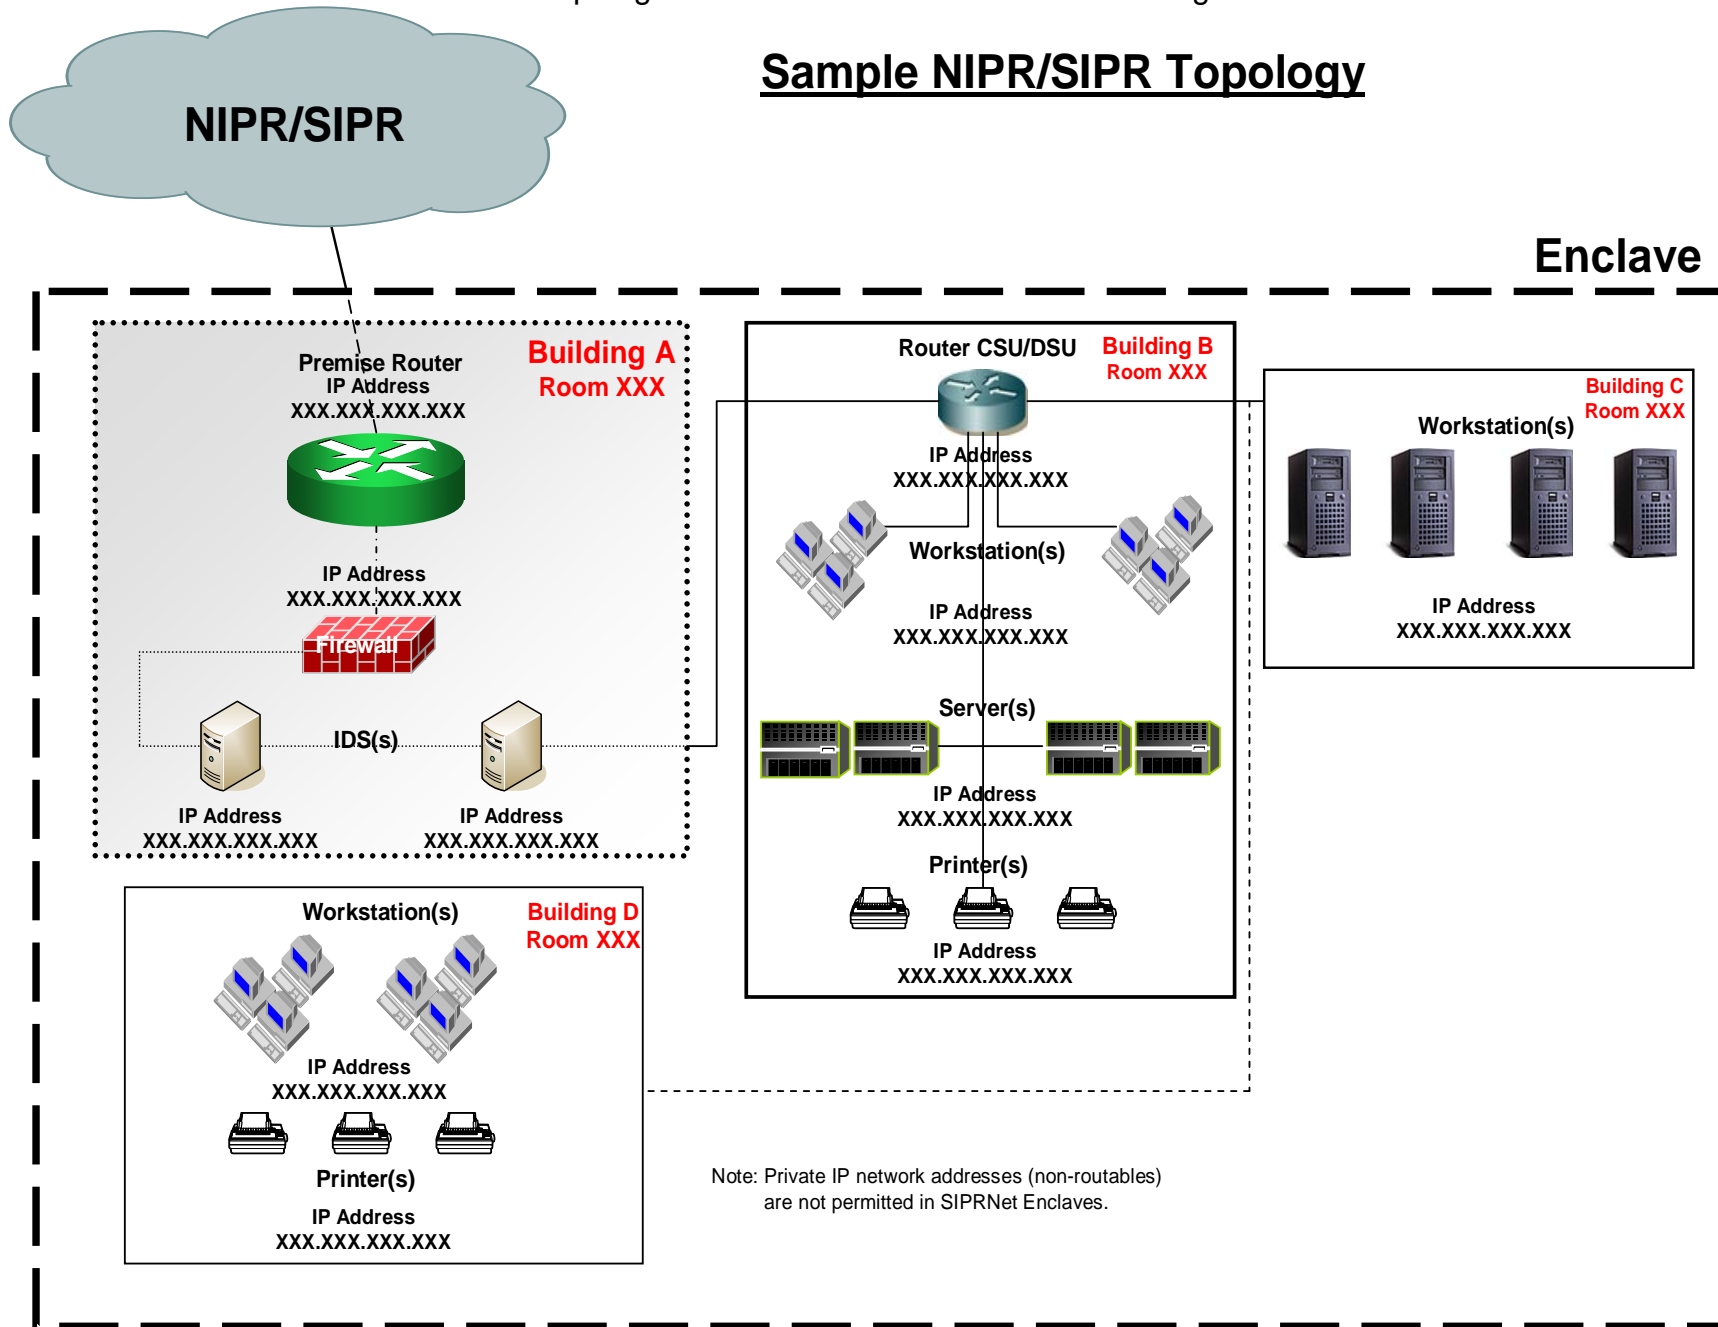 Sample NIPR/SIPR Topology
NIPR/SIPR
Enclave
Building A
Room XXX
Premise Router
IP Address
XXX.XXX.XXX.XXX
IP Address
XXX.XXX.XXX.XXX
Firewall
IDS(s)
IP Address
XXX.XXX.XXX.XXX
IP Address
XXX.XXX.XXX.XXX
Router CSU/DSU
Building B
Room XXX
IP Address
XXX.XXX.XXX.XXX
Workstation(s)
IP Address
XXX.XXX.XXX.XXX
Server(s)
IP Address
XXX.XXX.XXX.XXX
Printer(s)
IP Address
XXX.XXX.XXX.XXX
Building C
Room XXX
Workstation(s)
IP Address
XXX.XXX.XXX.XXX
Workstation(s)
Building D
Room XXX
IP Address
XXX.XXX.XXX.XXX
Printer(s)
IP Address
XXX.XXX.XXX.XXX
Note: Private IP network addresses (non-routables)
are not permitted in SIPRNet Enclaves.